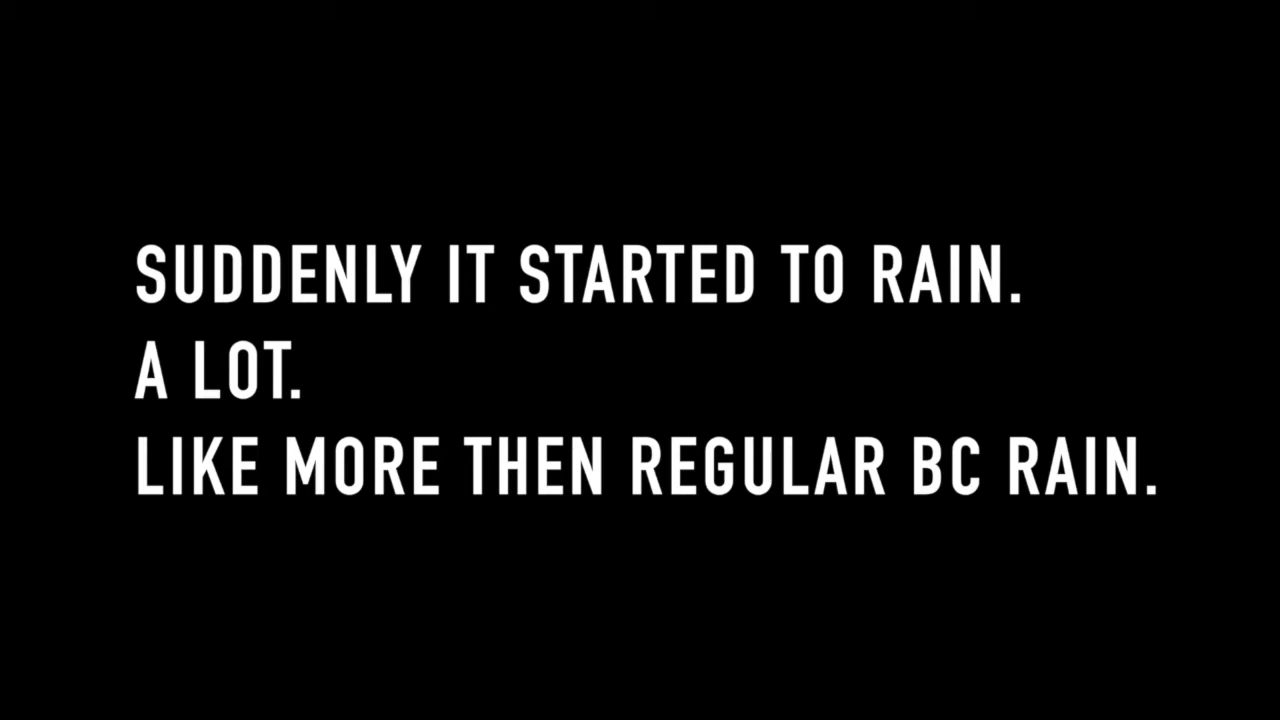 SUDDENLY IT STARTED TO RAIN.
A LOT.
LIKE MORE THEN REGULAR BC RAIN.